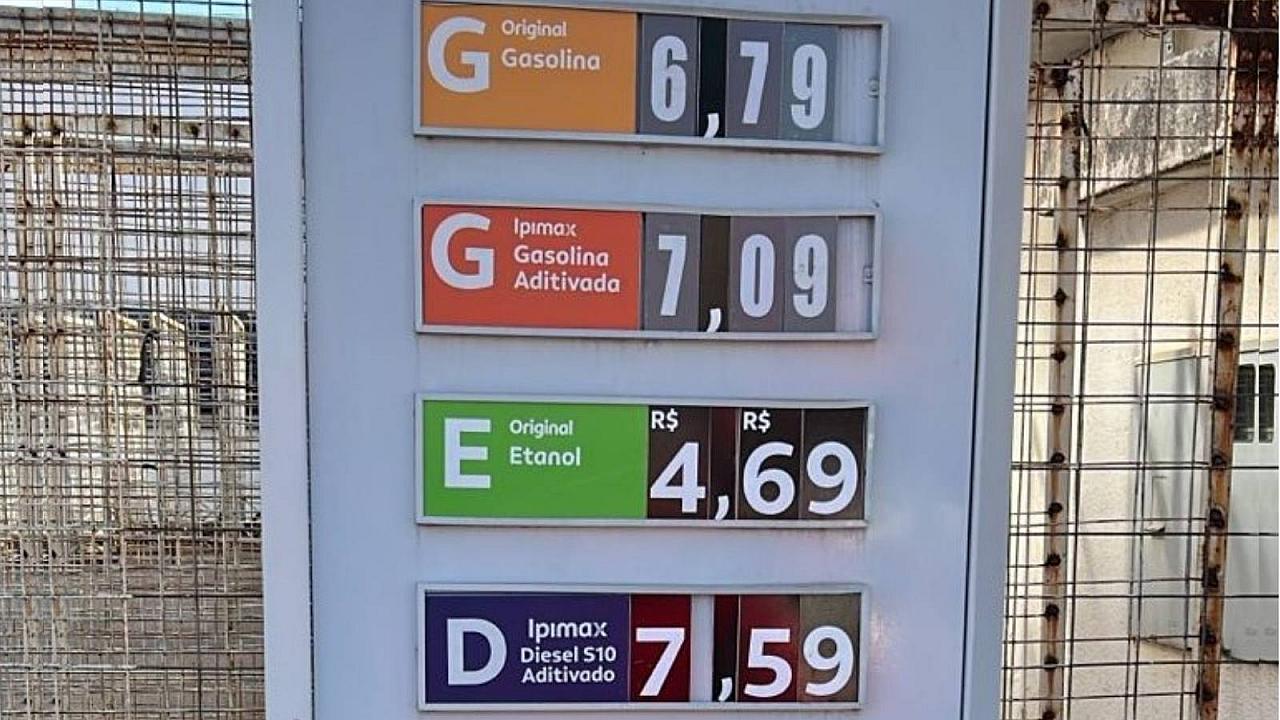 G Original Gasolina 6,79
G Ipimax Gasolina Aditivada 7,09
E Original Etanol R$ 4, R$ 69
D Ipimax Diesel S10 Aditivado 7,59